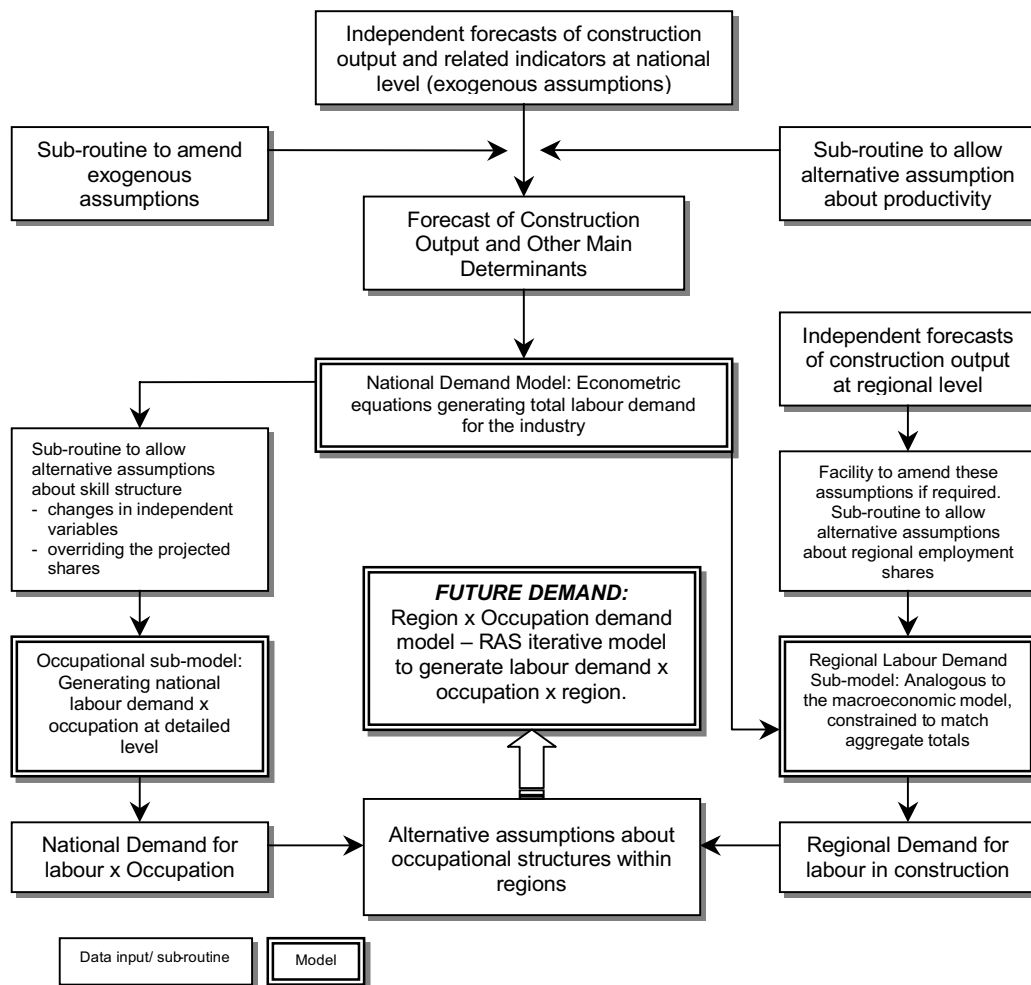 Independent forecasts of construction
output and related indicators at national
level (exogenous assumptions)
Sub-routine to amend
exogenous
assumptions
Sub-routine to allow
alternative assumption
about productivity
Forecast of Construction
Output and Other Main
Determinants
Independent forecasts
of construction output
at regional level
National Demand Model: Econometric
equations generating total labour demand
for the industry
Sub-routine to allow
alternative assumptions
about skill structure
- changes in independent
variables
- overriding the projected
shares
Facility to amend these
assumptions if required.
Sub-routine to allow
alternative assumptions
about regional employment
shares
FUTURE DEMAND:
Region x Occupation demand
model – RAS iterative model
to generate labour demand x
occupation x region.
Occupational sub-model:
Generating national
labour demand x
occupation at detailed
level
Regional Labour Demand
Sub-model: Analogous to
the macroeconomic model,
constrained to match
aggregate totals
National Demand for
labour x Occupation
Alternative assumptions about
occupational structures within
regions
Regional Demand for
labour in construction
Data input/ sub-routine
Model